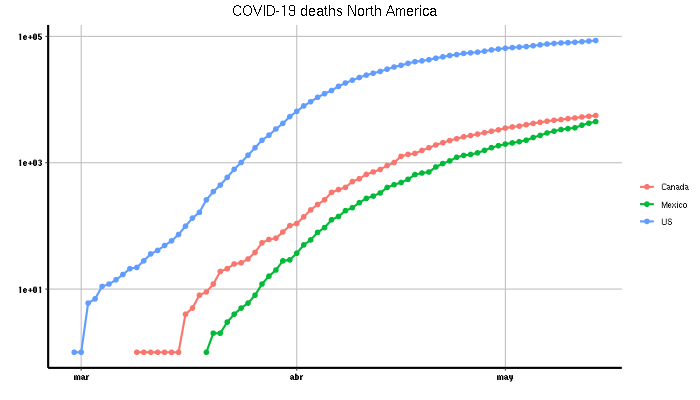 COVID-19 deaths North America
1e+05
1e+03
1e+01
mar
abr
may
Canada
Mexico
US